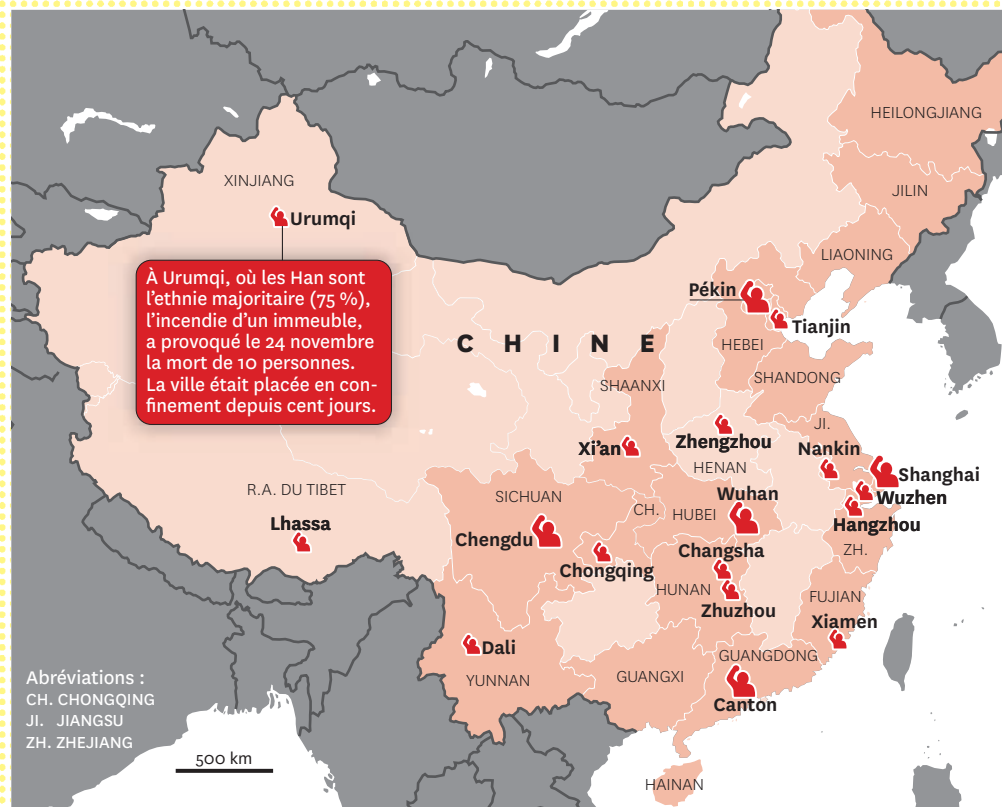 HEILONGJIANG
XINJIANG
JILIN
Urumqi
LIAONING
À Urumqi, où les Han sont
l'ethnie majoritaire (75 %),
l'incendie d'un immeuble,
a provoqué le 24 novembre
la mort de 10 personnes.
La ville était placée en con-
finement depuis cent jours.
Pékin
Tianjin
CHINE
HEBEI
SHANDONG
SHAANXI
JI.
Xi'an
Zhengzhou
Nankin
HENAN
Shanghai
R.A. DU TIBET
SICHUAN
Wuhan
Wuzhen
CH.
HUBEI
Hangzhou
Lhassa
Chengdu
Changsha
ZH.
Chongqing
HUNAN
Zhuzhou
FUJIAN
Xiamen
Dali
GUANGDONG
YUNNAN
GUANGXI
Canton
Abréviations :
CH. CHONGQING
JI. JIANGSU
ZH. ZHEJIANG
500 km
HAINAN